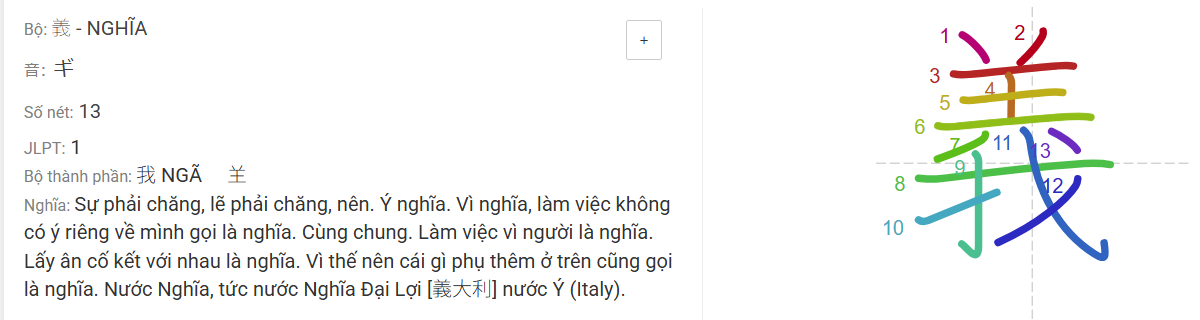 Bộ: 義 - NGHĨA
+
音: ギ
Số nét: 13
JLPT: 1
Bộ thành phần: 我 NGÃ 𦍌
Nghĩa: Sự phải chăng, lẽ phải chăng, nên. Ý nghĩa. Vì nghĩa, làm việc không
có ý riêng về mình gọi là nghĩa. Cùng chung. Làm việc vì người là nghĩa.
Lấy ân cố kết với nhau là nghĩa. Vì thế nên cái gì phụ thêm ở trên cũng gọi
là nghĩa. Nước Nghĩa, tức nước Nghĩa Đại Lợi [義大利] nước Ý (Italy).
義
1
2
3
4
5
6
7
11
13
9
8
12
10